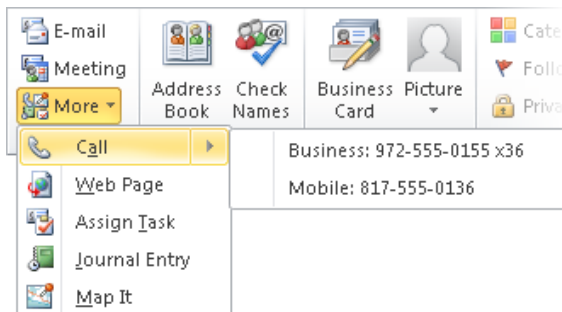 E-mail
Meeting
More
Address Book
Check Names
Business Card
Picture
Call
Web Page
Assign Task
Journal Entry
Map It
Business: 972-555-0155 x36
Mobile: 817-555-0136